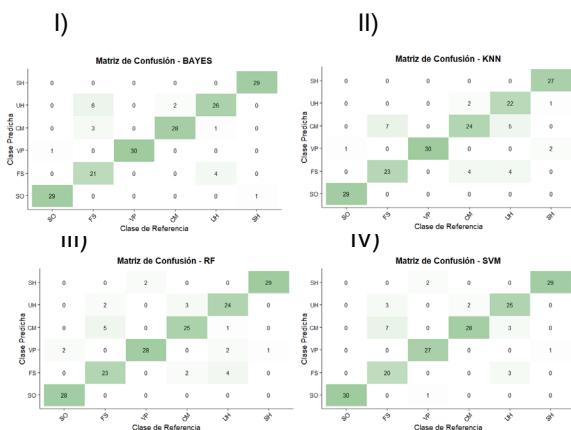 I)
Matriz de Confusión - BAYES
Clase Predicha
SH 0 0 0 0 0 29
UH 0 6 0 2 26 0
CM 0 3 0 28 1 0
VP 1 0 30 0 0 0
FS 0 21 0 0 4 0
SO 29 0 0 0 0 1
SO FS VP CM UH SH
Clase de Referencia
II)
Matriz de Confusión - KNN
Clase Predicha
SH 0 0 0 0 0 27
UH 0 0 0 2 22 1
CM 0 7 0 24 5 0
VP 1 0 30 0 0 2
FS 0 23 0 4 4 0
SO 29 0 0 0 0 0
SO FS VP CM UH SH
Clase de Referencia
III)
Matriz de Confusión - RF
Clase Predicha
SH 0 0 2 0 0 29
UH 0 2 0 3 24 0
CM 0 5 0 25 1 0
VP 2 0 28 0 2 1
FS 0 23 0 2 4 0
SO 28 0 0 0 0 0
SO FS VP CM UH SH
Clase de Referencia
IV)
Matriz de Confusión - SVM
Clase Predicha
SH 0 0 2 0 0 29
UH 0 3 0 2 25 0
CM 0 7 0 28 3 0
VP 0 0 27 0 0 1
FS 0 20 0 0 3 0
SO 30 0 1 0 0 0
SO FS VP CM UH SH
Clase de Referencia